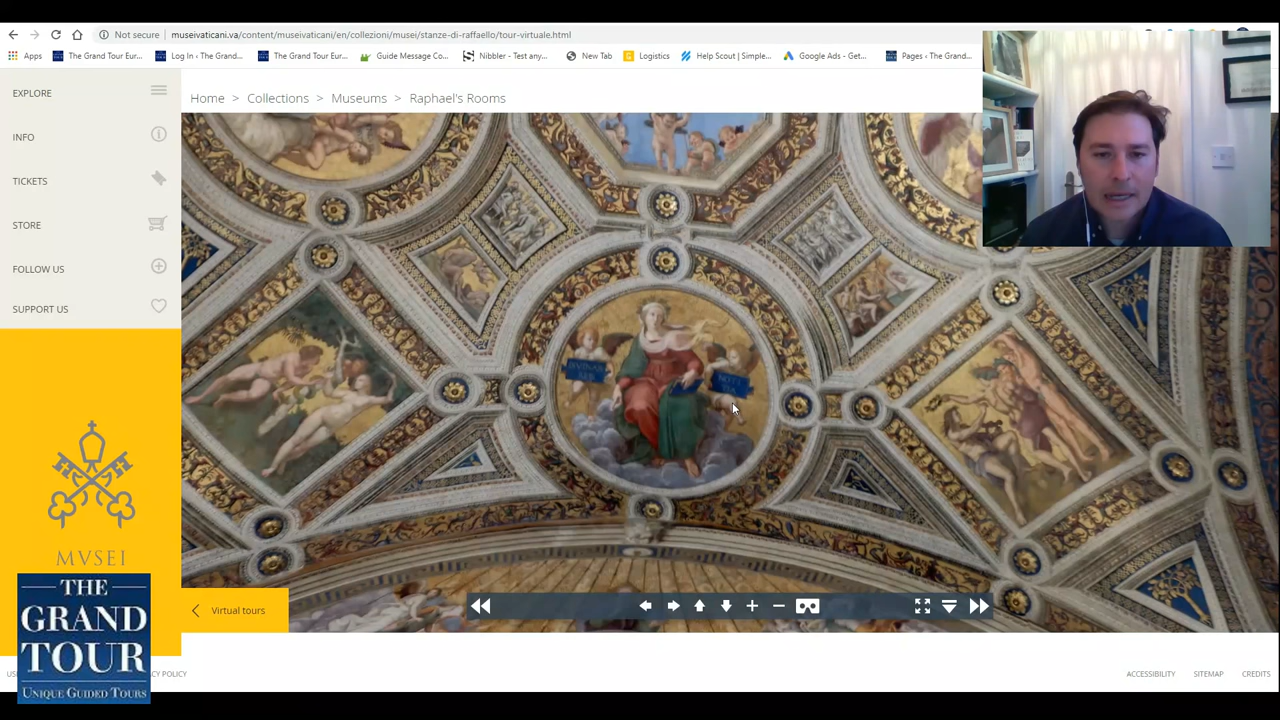 Not secure museivaticani.va/content/museivaticani/en/collezioni/musei/stanze-di-raffaello/tour-virtuale.html
Apps The Grand Tour Eur... Log In ‹ The Grand... The Grand Tour Eur... Guide Message Co... Nibbler - Test any... New Tab Logistics Help Scout | Simple... Google Ads - Get... Pages ‹ The Grand...
Home > Collections > Museums > Raphael's Rooms
EXPLORE
INFO
TICKETS
STORE
FOLLOW US
SUPPORT US
MVSEI
THE
GRAND
TOUR
UNIQUE GUIDED TOURS
Virtual tours
POLICY
ACCESSIBILITY SITEMAP CREDITS